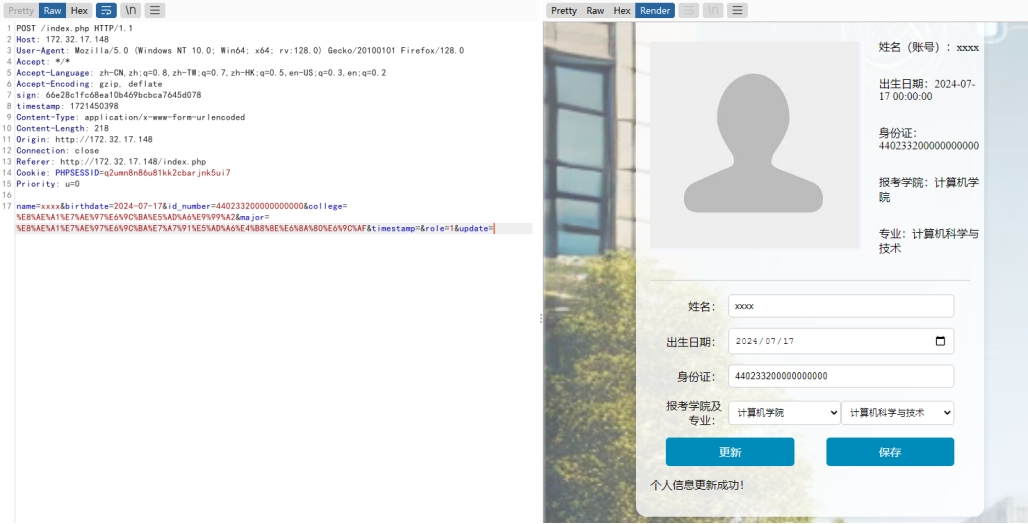 Pretty Raw Hex \n
1 POST /index.php HTTP/1.1
2 Host: 172.32.17.148
3 User-Agent: Mozilla/5.0 (Windows NT 10.0; Win64; x64; rv:128.0) Gecko/20100101 Firefox/128.0
4 Accept: */*
5 Accept-Language: zh-CN,zh;q=0.8,zh-TW;q=0.7,zh-HK;q=0.5,en-US;q=0.3,en;q=0.2
6 Accept-Encoding: gzip, deflate
7 sign: 66e28c1fc68ea10b469bcbca7645d078
8 timestamp: 1721450398
9 Content-Type: application/x-www-form-urlencoded
10 Content-Length: 218
11 Origin: http://172.32.17.148
12 Connection: close
13 Referer: http://172.32.17.148/index.php
14 Cookie: PHPSESSID=q2umn8n86u81kk2cbarjnk5ui7
15 Priority: u=0
16
17 name=xxxx&birthdate=2024-07-17&id_number=440233200000000000&college=
%E8%AE%A1%E7%AE%97%E6%9C%BA%E5%AD%A6%E9%99%A2&major=
%E8%AE%A1%E7%AE%97%E6%9C%BA%E7%A7%91%E5%AD%A6%E4%B8%8E%E6%8A%80%E6%9C%AF&timestamp=&role=1&update=
Pretty Raw Hex Render \n
姓名（账号）：xxxx
出生日期：2024-07-
17 00:00:00
身份证：
440233200000000000
报考学院：计算机学
院
专业：计算机科学与
技术
姓名： xxxx
出生日期： 2024/07/17
身份证： 440233200000000000
报考学院及
专业： 计算机学院 计算机科学与技术
更新 保存
个人信息更新成功！